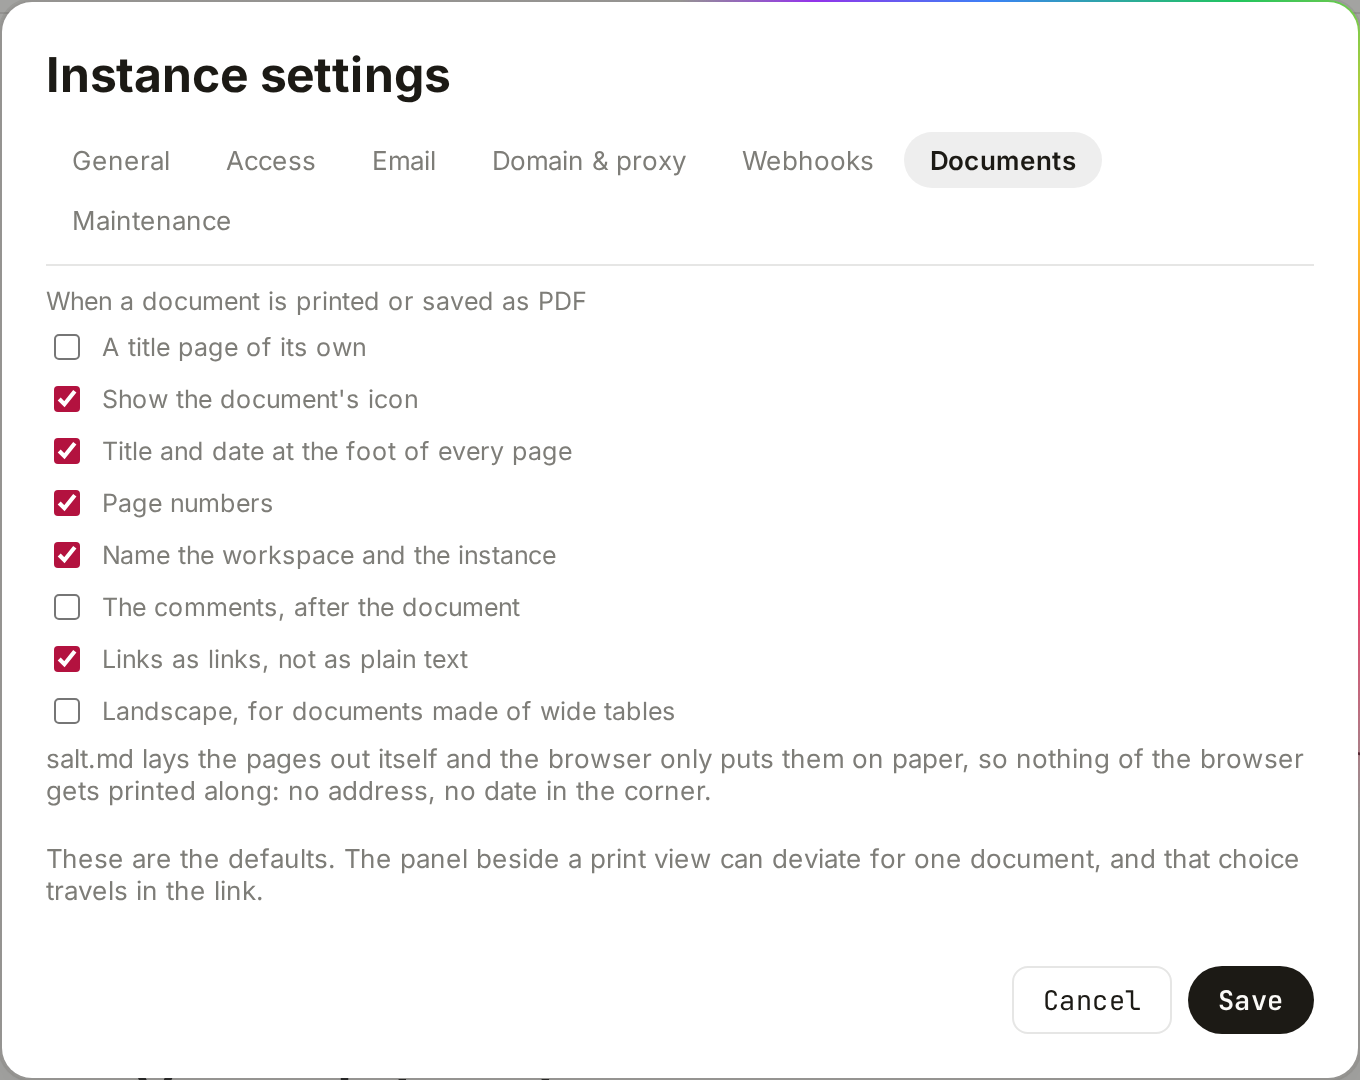 Instance settings
General Access Email Domain & proxy Webhooks Documents
Maintenance
When a document is printed or saved as PDF
A title page of its own
Show the document's icon
Title and date at the foot of every page
Page numbers
Name the workspace and the instance
The comments, after the document
Links as links, not as plain text
Landscape, for documents made of wide tables
salt.md lays the pages out itself and the browser only puts them on paper, so nothing of the browser
gets printed along: no address, no date in the corner.
These are the defaults. The panel beside a print view can deviate for one document, and that choice
travels in the link.
Cancel Save